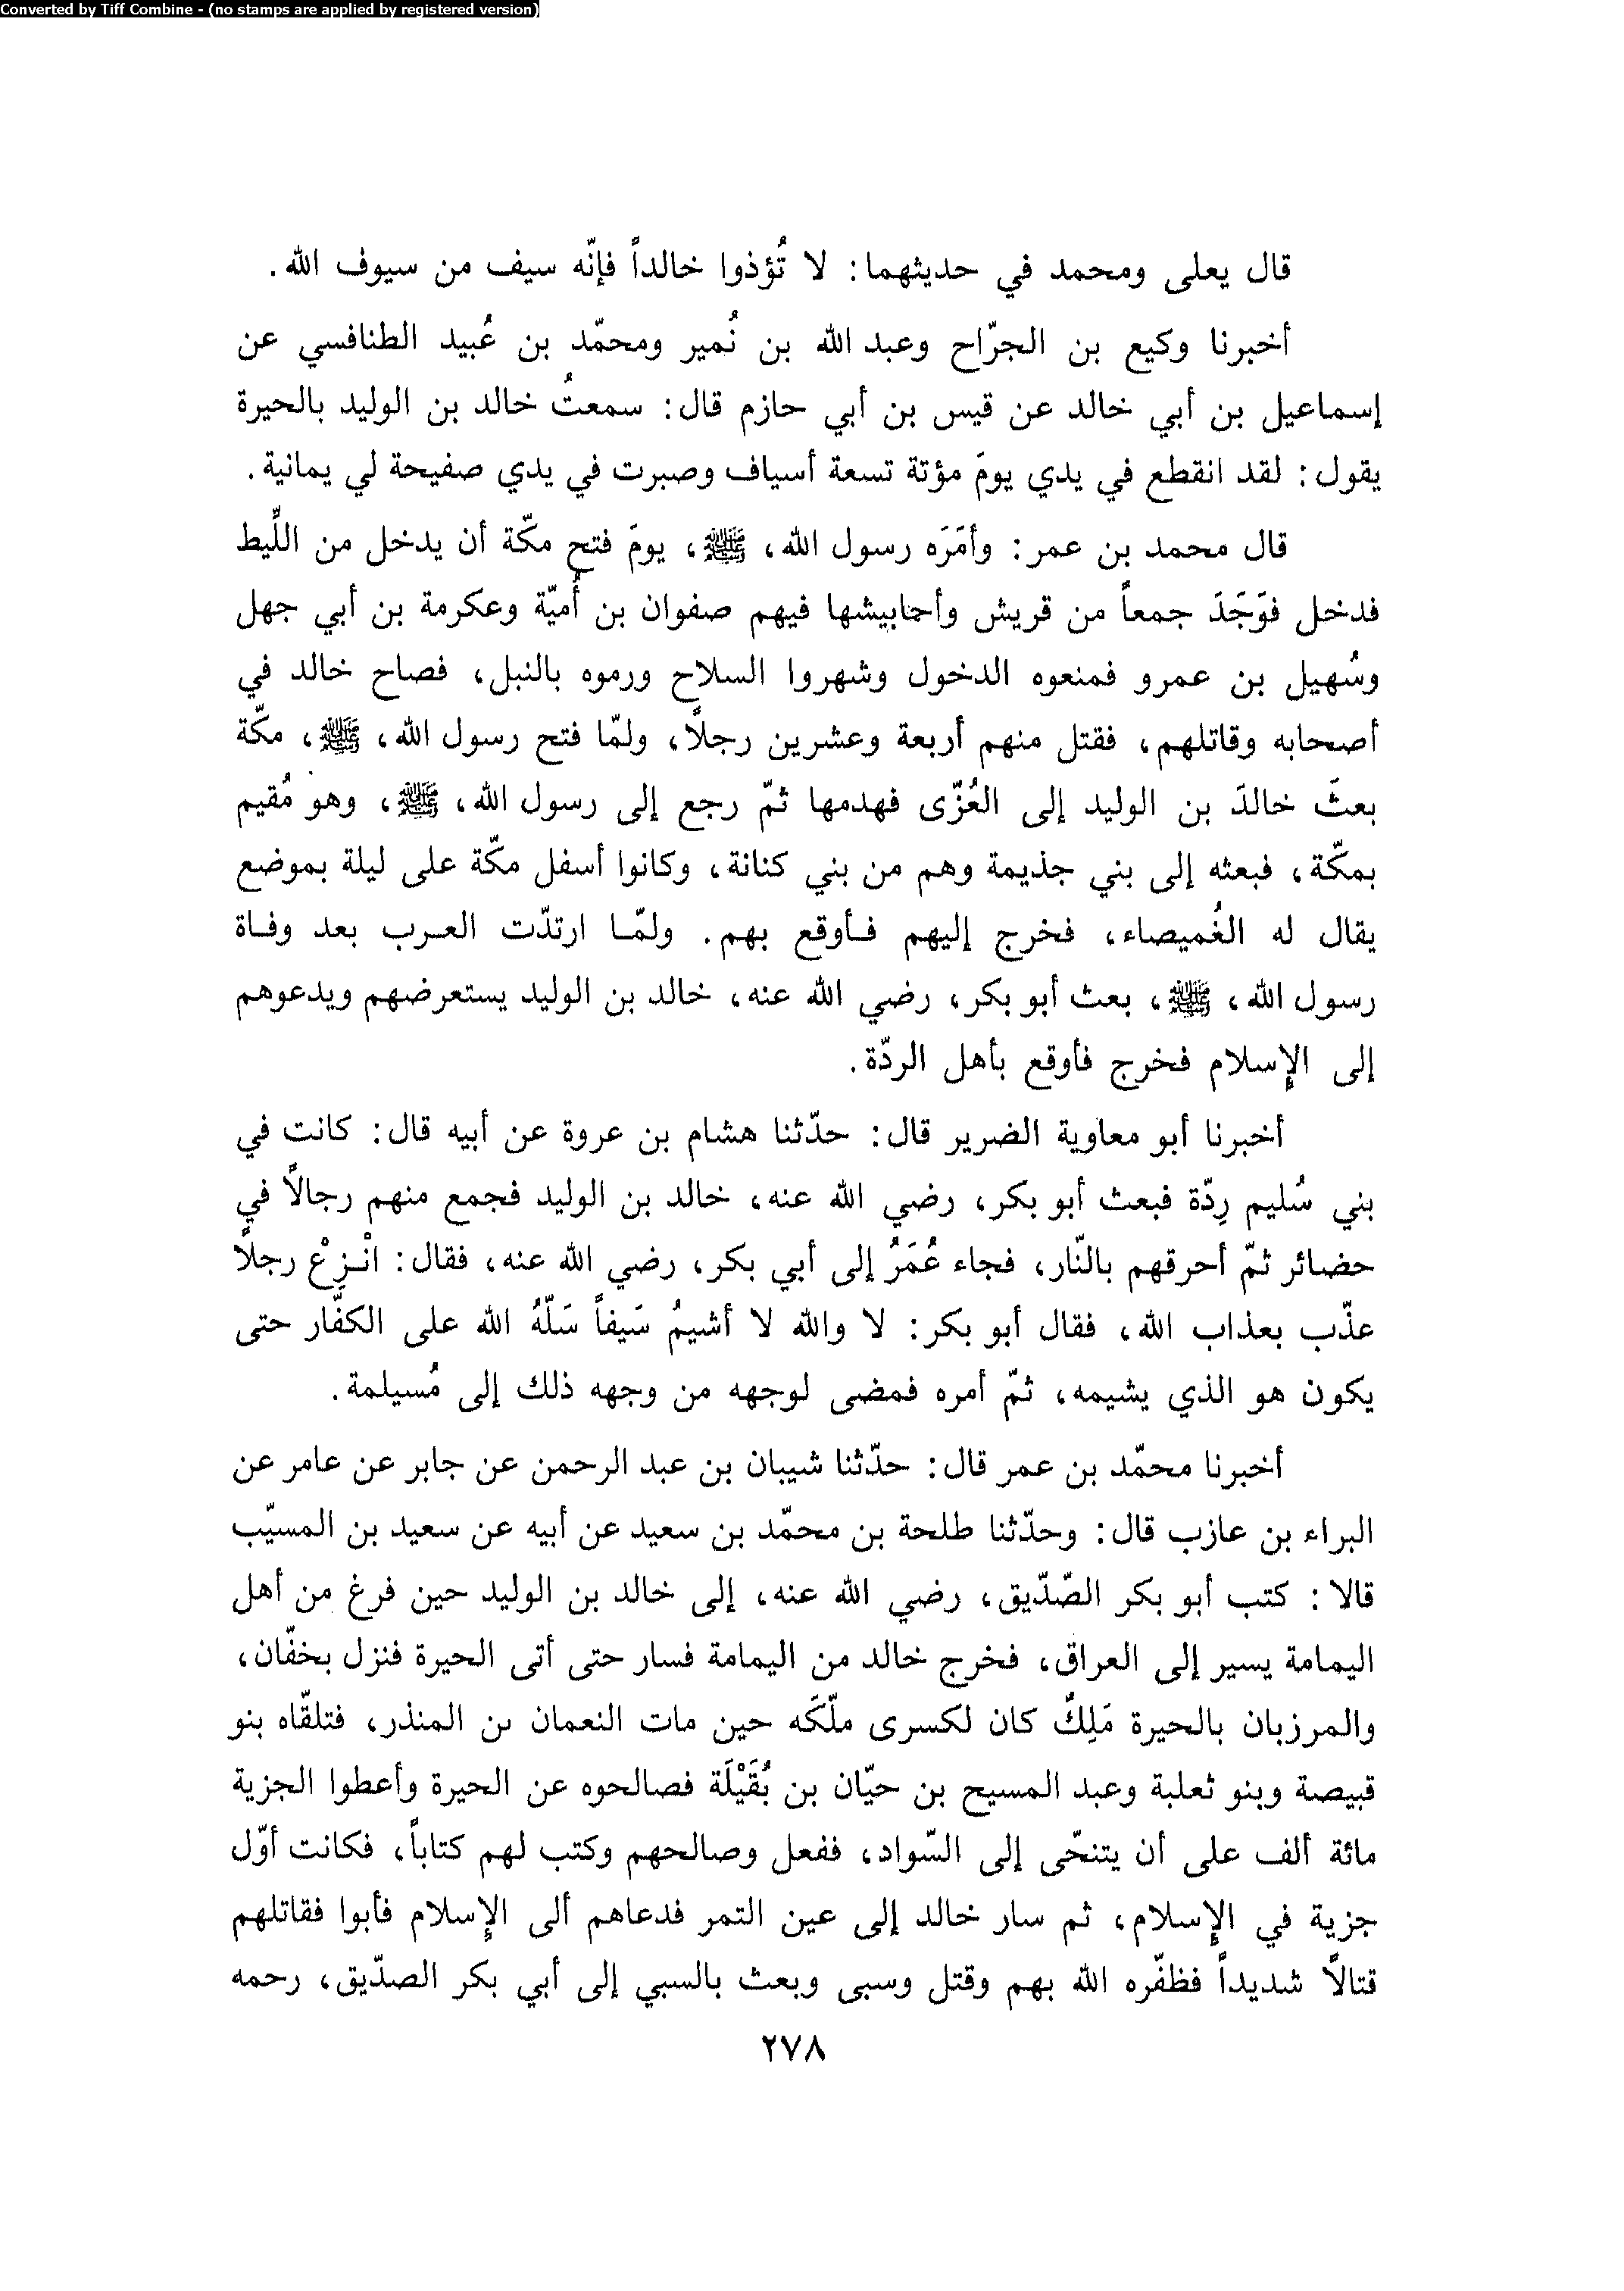 Converted by Tiff Combine - (no stamps are applied by registered version)
قال يعلى ومحمد في حديثهما: لا تُؤذوا خالداً فإنّه سيف من سيوف الله.
أخبرنا وكيع بن الجرّاح وعبد الله بن نُمير ومحمّد بن عُبيد الطنافسي عن
إسماعيل بن أبي خالد عن قيس بن أبي حازم قال: سمعتُ خالد بن الوليد بالحيرة
يقول: لقد انقطع في يدي يومَ مؤتة تسعة أسياف وصبرت في يدي صفيحة لي يمانية.
قال محمد بن عمر: وأمَرَه رسول الله، ﷺ، يومَ فتح مكّة أن يدخل من اللِّيط
فدخل فوَجَدَ جمعاً من قريش وأحابيشها فيهم صفوان بن أُميّة وعكرمة بن أبي جهل
وسُهيل بن عمرو فمنعوه الدخول وشهروا السلاح ورموه بالنبل، فصاح خالد في
أصحابه وقاتلهم، فقتل منهم أربعة وعشرين رجلاً، ولمّا فتح رسول الله، ﷺ، مكّة
بعثَ خالدَ بن الوليد إلى العُزّى فهدمها ثمّ رجع إلى رسول الله، ﷺ، وهو مُقيم
بمكّة، فبعثه إلى بني جذيمة وهم من بني كنانة، وكانوا أسفل مكّة على ليلة بموضع
يقال له الغُميصاء، فخرج إليهم فأوقع بهم. ولمّا ارتدّت العرب بعد وفاة
رسول الله، ﷺ، بعث أبو بكر، رضي الله عنه، خالد بن الوليد يستعرضهم ويدعوهم
إلى الإسلام فخرج فأوقع بأهل الردّة.
أخبرنا أبو معاوية الضرير قال: حدّثنا هشام بن عروة عن أبيه قال: كانت في
بني سُليم رِدّة فبعث أبو بكر، رضي الله عنه، خالد بن الوليد فجمع منهم رجالاً في
حضائر ثمّ أحرقهم بالنّار، فجاء عُمَرُ إلى أبي بكر، رضي الله عنه، فقال: انْزِعْ رجلاً
عذّب بعذاب الله، فقال أبو بكر: لا والله لا أشيمُ سَيفاً سَلّهُ الله على الكفّار حتى
يكون هو الذي يشيمه، ثمّ أمره فمضى لوجهه من وجهه ذلك إلى مُسيلمة.
أخبرنا محمّد بن عمر قال: حدّثنا شيبان بن عبد الرحمن عن جابر عن عامر عن
البراء بن عازب قال: وحدّثنا طلحة بن محمّد بن سعيد عن أبيه عن سعيد بن المسيّب
قالا: كتب أبو بكر الصّدّيق، رضي الله عنه، إلى خالد بن الوليد حين فرغ من أهل
اليمامة يسير إلى العراق، فخرج خالد من اليمامة فسار حتى أتى الحيرة فنزل بخفّان،
والمرزبان بالحيرة مَلِكٌ كان لكسرى ملّكَه حين مات النعمان بن المنذر، فتلقّاه بنو
قبيصة وبنو ثعلبة وعبد المسيح بن حيّان بن بُقَيْلَة فصالحوه عن الحيرة وأعطوا الجزية
مائة ألف على أن يتنحّى إلى السّواد، ففعل وصالحهم وكتب لهم كتاباً، فكانت أوّل
جزية في الإسلام، ثم سار خالد إلى عين التمر فدعاهم ألى الإسلام فأبوا فقاتلهم
قتالاً شديداً فظفّره الله بهم وقتل وسبى وبعث بالسبي إلى أبي بكر الصدّيق، رحمه
٢٧٨